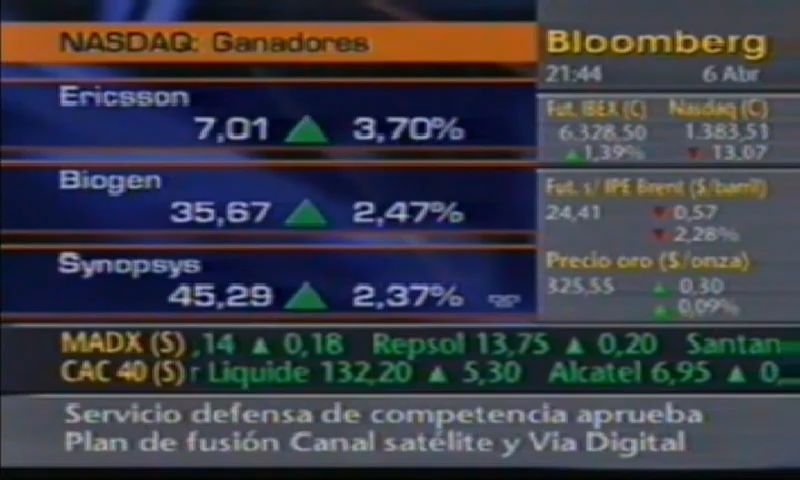 NASDAQ: Ganadores
Ericsson
7,01 ▲ 3,70%
Biogen
35,67 ▲ 2,47%
Synopsys
45,29 ▲ 2,37%
Bloomberg
21:44 6 Abr
Fut. IBEX (C) Nasdaq (C)
6.328,50 1.383,51
▲ 1,39% ▼ 13,07
Fut. s/ IPE Brent ($/barril)
24,41 ▼ 0,57
▼ 2,28%
Precio oro ($/onza)
325,55 ▲ 0,30
▲ 0,09%
MADX (S) ,14 ▲ 0,18 Repsol 13,75 ▲ 0,20 Santan
CAC 40 (S) r Liquide 132,20 ▲ 5,30 Alcatel 6,95 ▲ 0,
Servicio defensa de competencia aprueba
Plan de fusión Canal satélite y Via Digital